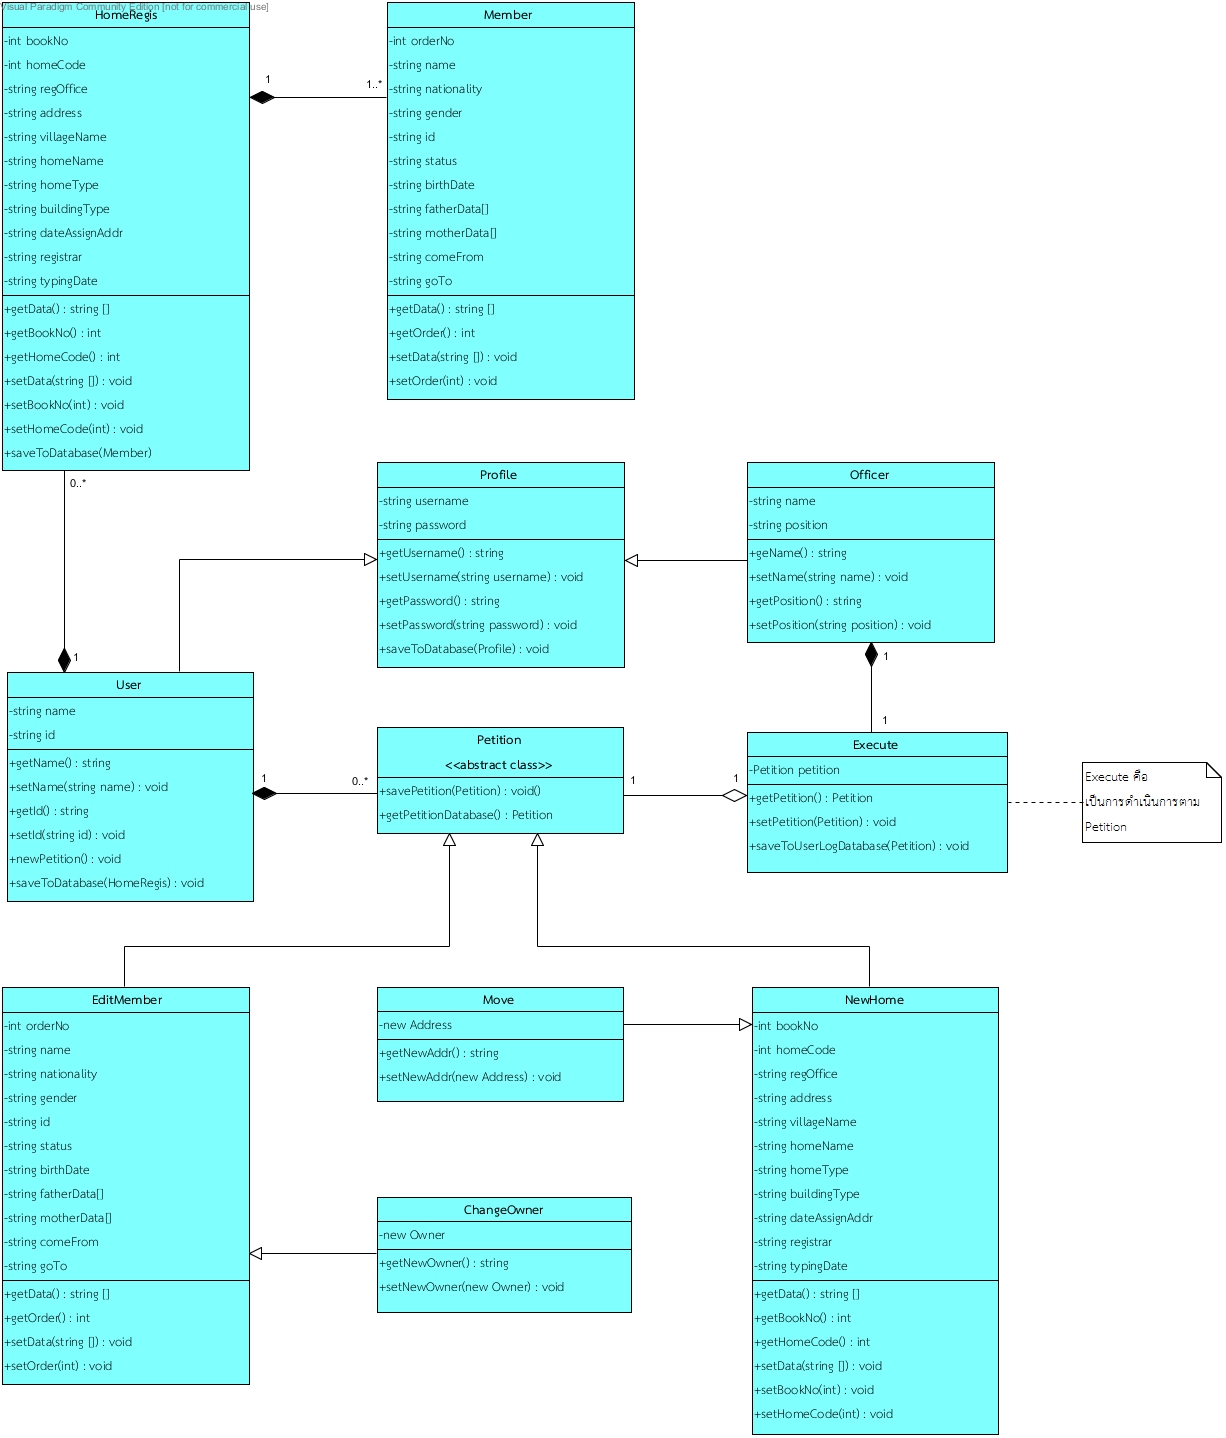 Visual Paradigm Community Edition [not for commercial use]
HomeRegis
-int bookNo
-int homeCode
-string regOffice
-string address
-string villageName
-string homeName
-string homeType
-string buildingType
-string dateAssignAddr
-string registrar
-string typingDate
+getData() : string []
+getBookNo() : int
+getHomeCode() : int
+setData(string []) : void
+setBookNo(int) : void
+setHomeCode(int) : void
+saveToDatabase(Member)
1
1..*
Member
-int orderNo
-string name
-string nationality
-string gender
-string id
-string status
-string birthDate
-string fatherData[]
-string motherData[]
-string comeFrom
-string goTo
+getData() : string []
+getOrder() : int
+setData(string []) : void
+setOrder(int) : void
0..*
1
Profile
-string username
-string password
+getUsername() : string
+setUsername(string username) : void
+getPassword() : string
+setPassword(string password) : void
+saveToDatabase(Profile) : void
Officer
-string name
-string position
+geName() : string
+setName(string name) : void
+getPosition() : string
+setPosition(string position) : void
1
1
User
-string name
-string id
+getName() : string
+setName(string name) : void
+getId() : string
+setId(string id) : void
+newPetition() : void
+saveToDatabase(HomeRegis) : void
1
0..*
Petition
<<abstract class>>
+savePetition(Petition) : void()
+getPetitionDatabase() : Petition
1
1
Execute
-Petition petition
+getPetition() : Petition
+setPetition(Petition) : void
+saveToUserLogDatabase(Petition) : void
Execute คือ
เป็นการดำเนินการตาม
Petition
EditMember
-int orderNo
-string name
-string nationality
-string gender
-string id
-string status
-string birthDate
-string fatherData[]
-string motherData[]
-string comeFrom
-string goTo
+getData() : string []
+getOrder() : int
+setData(string []) : void
+setOrder(int) : void
Move
-new Address
+getNewAddr() : string
+setNewAddr(new Address) : void
ChangeOwner
-new Owner
+getNewOwner() : string
+setNewOwner(new Owner) : void
NewHome
-int bookNo
-int homeCode
-string regOffice
-string address
-string villageName
-string homeName
-string homeType
-string buildingType
-string dateAssignAddr
-string registrar
-string typingDate
+getData() : string []
+getBookNo() : int
+getHomeCode() : int
+setData(string []) : void
+setBookNo(int) : void
+setHomeCode(int) : void